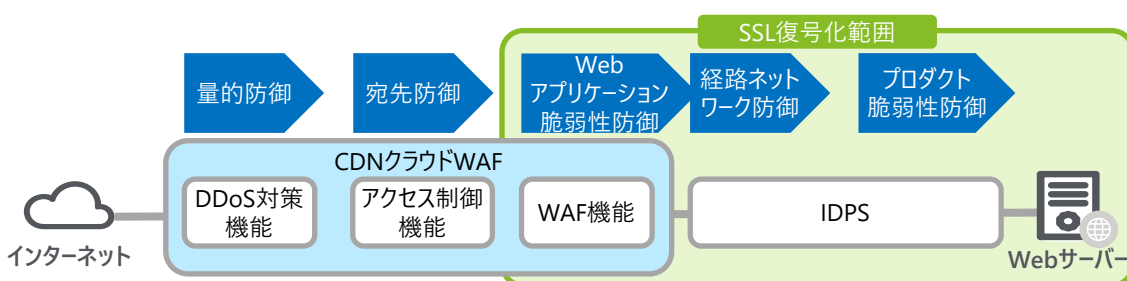 SSL復号化範囲
量的防御
宛先防御
Web
アプリケーション
脆弱性防御
経路ネット
ワーク防御
プロダクト
脆弱性防御
CDNクラウドWAF
DDoS対策
機能
アクセス制御
機能
WAF機能
IDPS
インターネット
Webサーバー